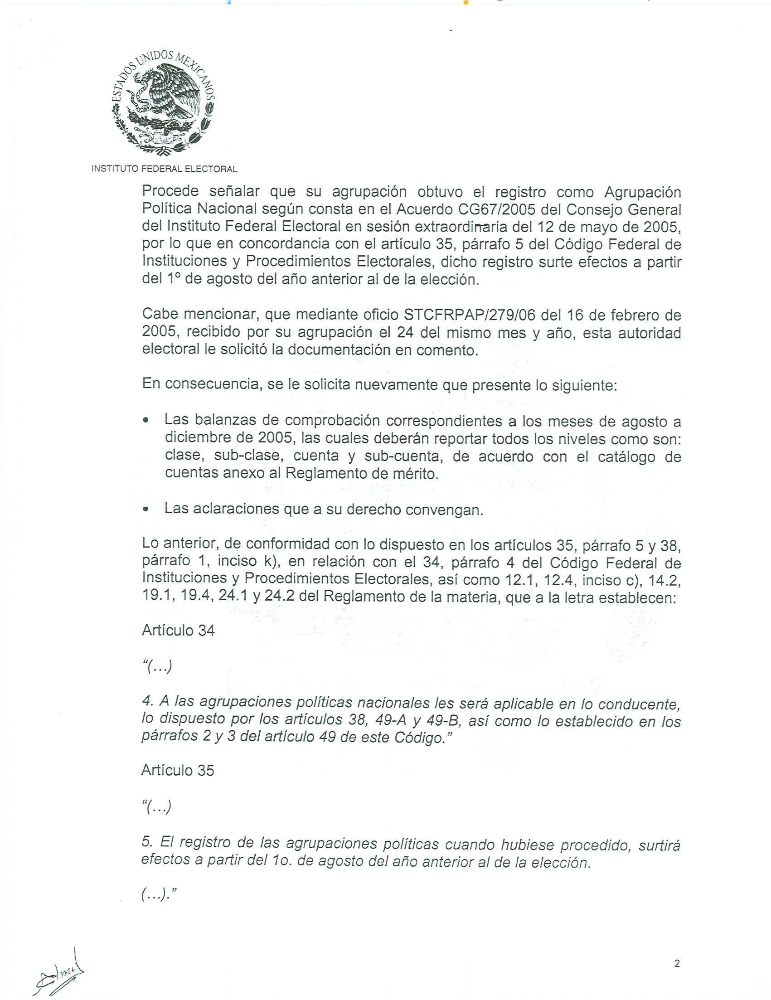 ESTADOS UNIDOS MEXICANOS
INSTITUTO FEDERAL ELECTORAL
Procede señalar que su agrupación obtuvo el registro como Agrupación
Política Nacional según consta en el Acuerdo CG67/2005 del Consejo General
del Instituto Federal Electoral en sesión extraordinaria del 12 de mayo de 2005,
por lo que en concordancia con el artículo 35, párrafo 5 del Código Federal de
Instituciones y Procedimientos Electorales, dicho registro surte efectos a partir
del 1º de agosto del año anterior al de la elección.
Cabe mencionar, que mediante oficio STCFRPAP/279/06 del 16 de febrero de
2005, recibido por su agrupación el 24 del mismo mes y año, esta autoridad
electoral le solicitó la documentación en comento.
En consecuencia, se le solicita nuevamente que presente lo siguiente:
• Las balanzas de comprobación correspondientes a los meses de agosto a
diciembre de 2005, las cuales deberán reportar todos los niveles como son:
clase, sub-clase, cuenta y sub-cuenta, de acuerdo con el catálogo de
cuentas anexo al Reglamento de mérito.
• Las aclaraciones que a su derecho convengan.
Lo anterior, de conformidad con lo dispuesto en los artículos 35, párrafo 5 y 38,
párrafo 1, inciso k), en relación con el 34, párrafo 4 del Código Federal de
Instituciones y Procedimientos Electorales, así como 12.1, 12.4, inciso c), 14.2,
19.1, 19.4, 24.1 y 24.2 del Reglamento de la materia, que a la letra establecen:
Artículo 34
“(...)
4. A las agrupaciones políticas nacionales les será aplicable en lo conducente,
lo dispuesto por los artículos 38, 49-A y 49-B, así como lo establecido en los
párrafos 2 y 3 del artículo 49 de este Código.”
Artículo 35
“(...)
5. El registro de las agrupaciones políticas cuando hubiese procedido, surtirá
efectos a partir del 1o. de agosto del año anterior al de la elección.
(...).”
2